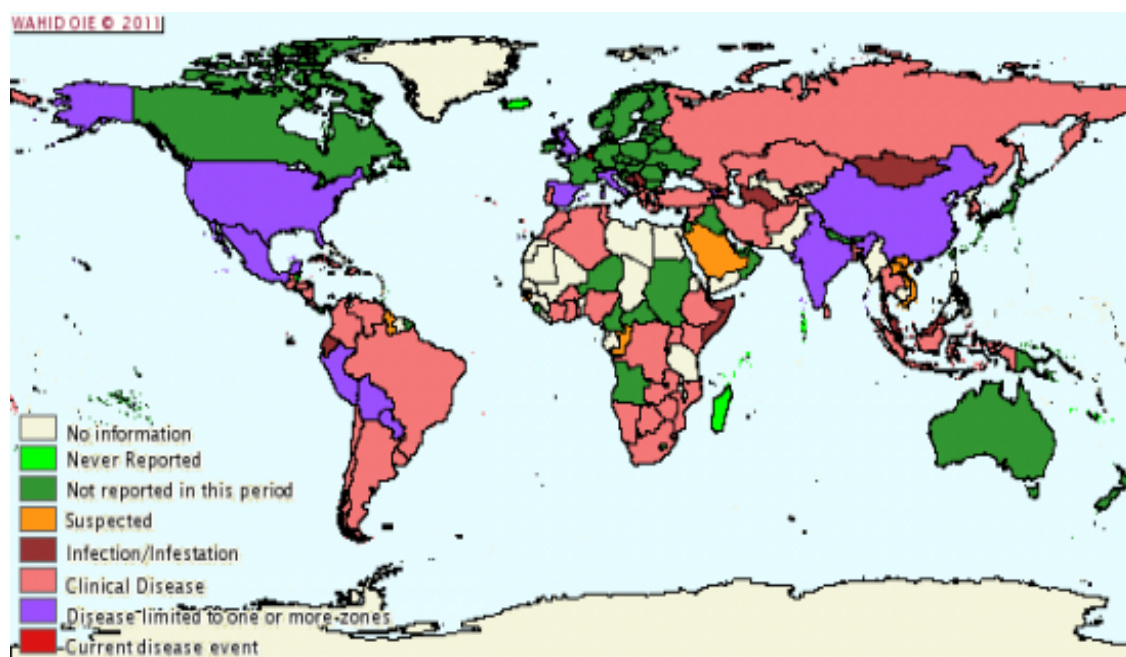 WAHID OIE © 2011
No information
Never Reported
Not reported in this period
Suspected
Infection/Infestation
Clinical Disease
Disease limited to one or more-zones
Current disease event